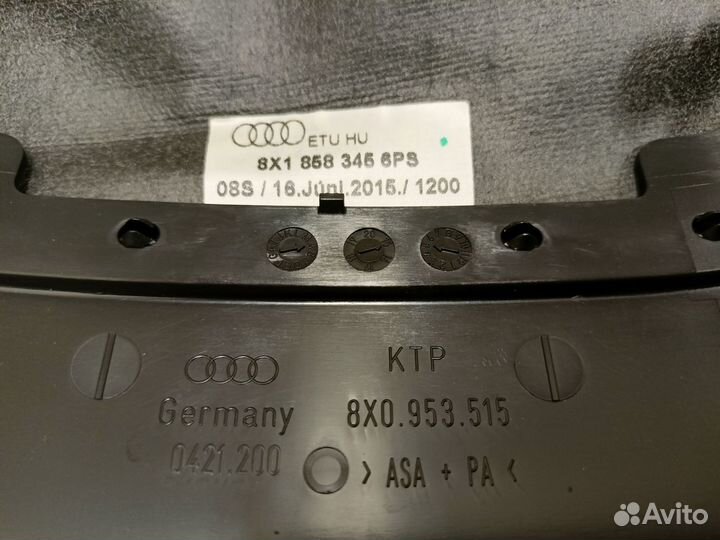 ETU HU
8X1 858 345 6PS
08S / 16.Júni.2015./ 1200
KTP
Germany 8X0.953.515
0421.200
> ASA + PA <
Avito